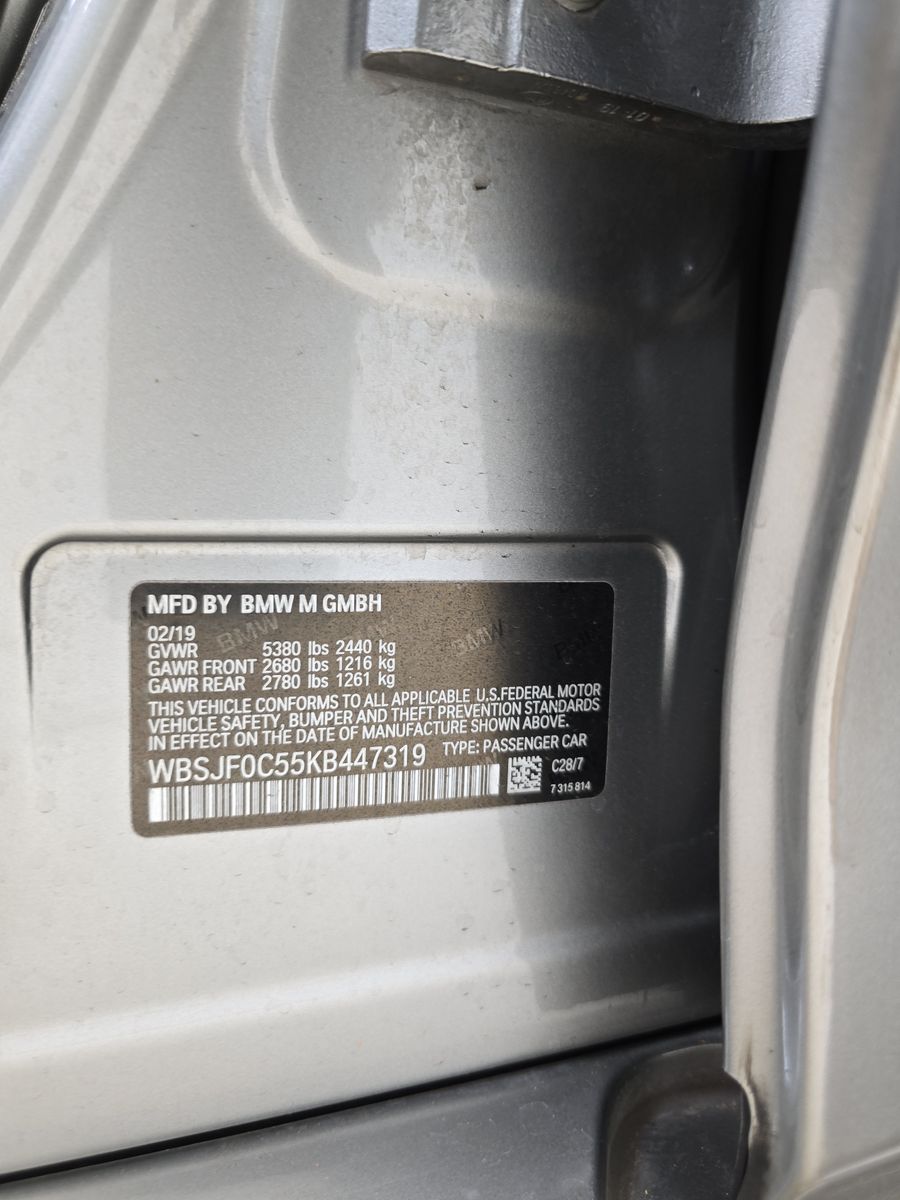 MFD BY BMW M GMBH
02/19
GVWR 5380 lbs 2440 kg
GAWR FRONT 2680 lbs 1216 kg
GAWR REAR 2780 lbs 1261 kg
THIS VEHICLE CONFORMS TO ALL APPLICABLE U.S.FEDERAL MOTOR
VEHICLE SAFETY, BUMPER AND THEFT PREVENTION STANDARDS
IN EFFECT ON THE DATE OF MANUFACTURE SHOWN ABOVE.
WBSJF0C55KB447319 TYPE: PASSENGER CAR
C28/7
7 315 814
BMW BMW